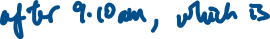 after 9.10am, which is